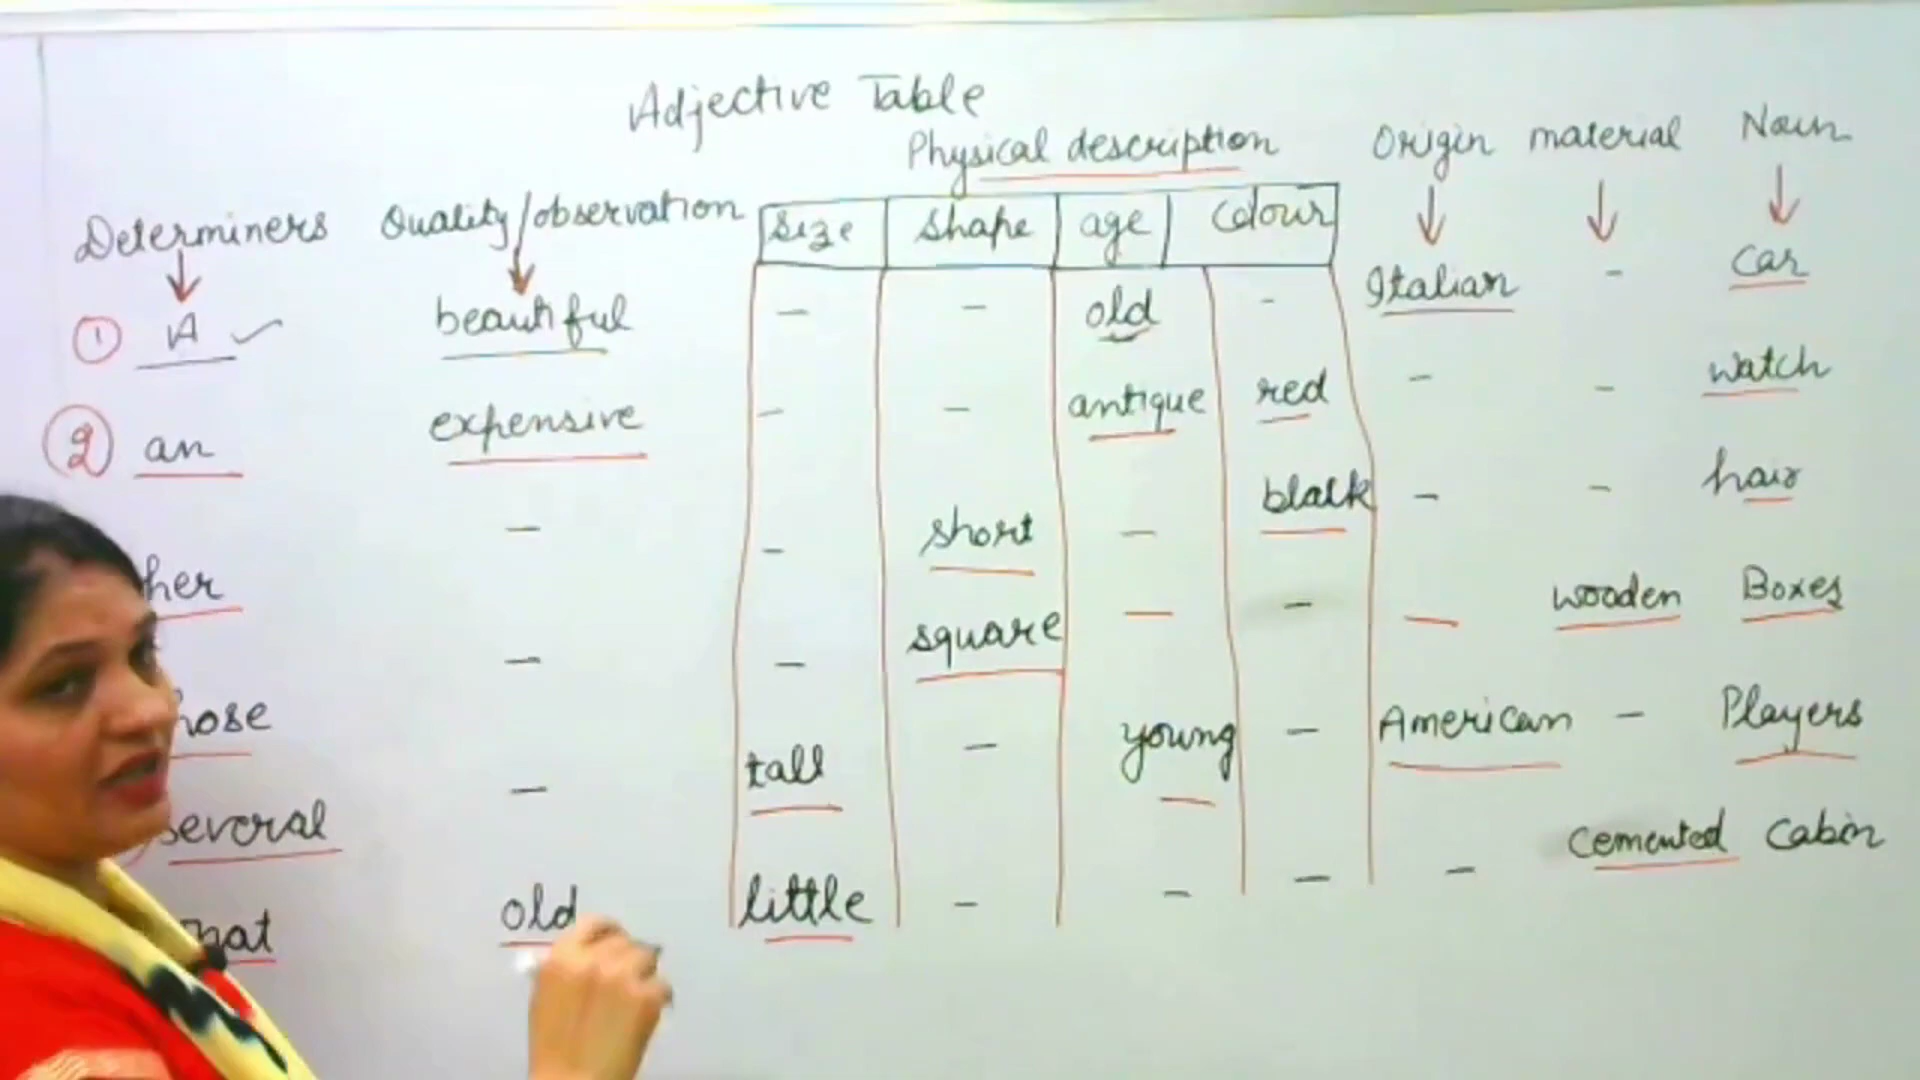 Adjective Table
Physical description Origin material Noun
Determiners Quality/observation size shape age colour
① A ✓ beautiful - - old - Italian - car
② an expensive - - antique red - - watch
her - - short - black - - hair
hose - - square - - - wooden Boxes
several - tall - young - American - Players
hat old little - - - - cemented Cabin